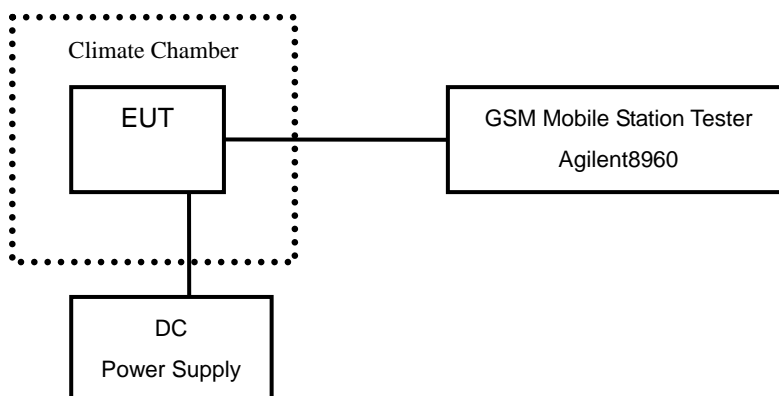 Climate Chamber
EUT
GSM Mobile Station Tester
Agilent8960
DC
Power Supply